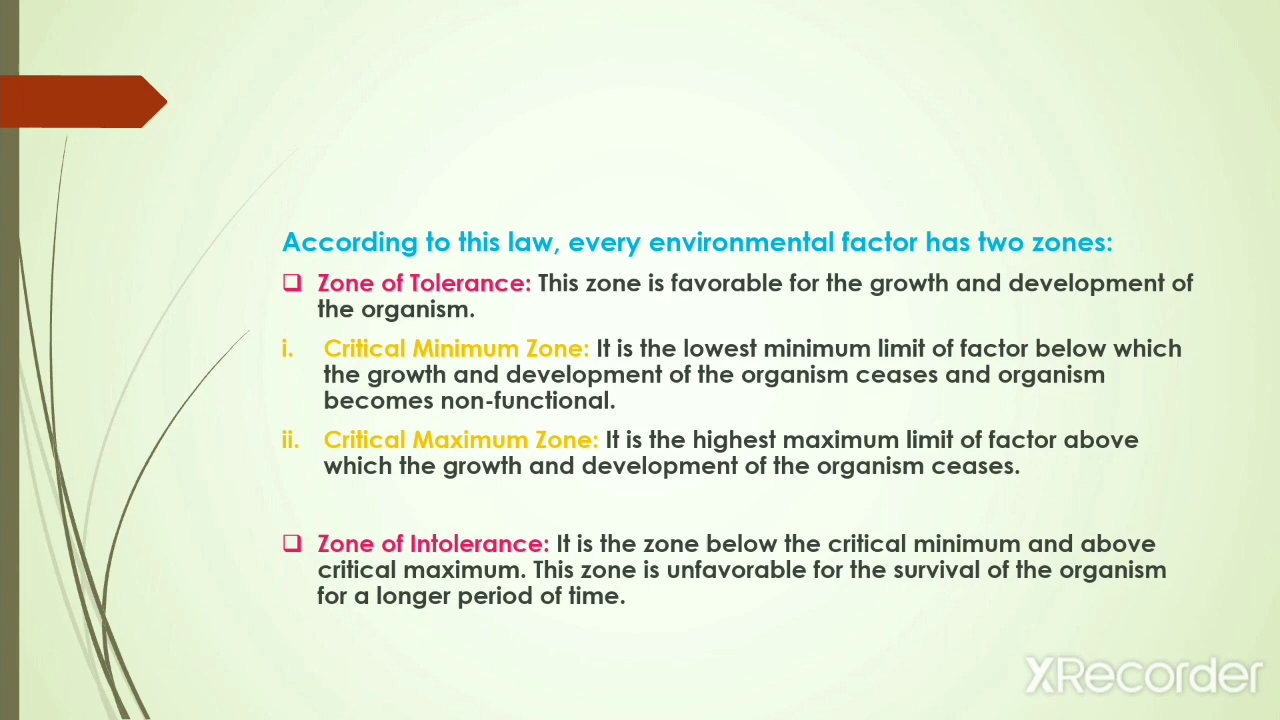 According to this law, every environmental factor has two zones:
Zone of Tolerance: This zone is favorable for the growth and development of
the organism.
i. Critical Minimum Zone: It is the lowest minimum limit of factor below which
the growth and development of the organism ceases and organism
becomes non-functional.
ii. Critical Maximum Zone: It is the highest maximum limit of factor above
which the growth and development of the organism ceases.
Zone of Intolerance: It is the zone below the critical minimum and above
critical maximum. This zone is unfavorable for the survival of the organism
for a longer period of time.
XRecorder